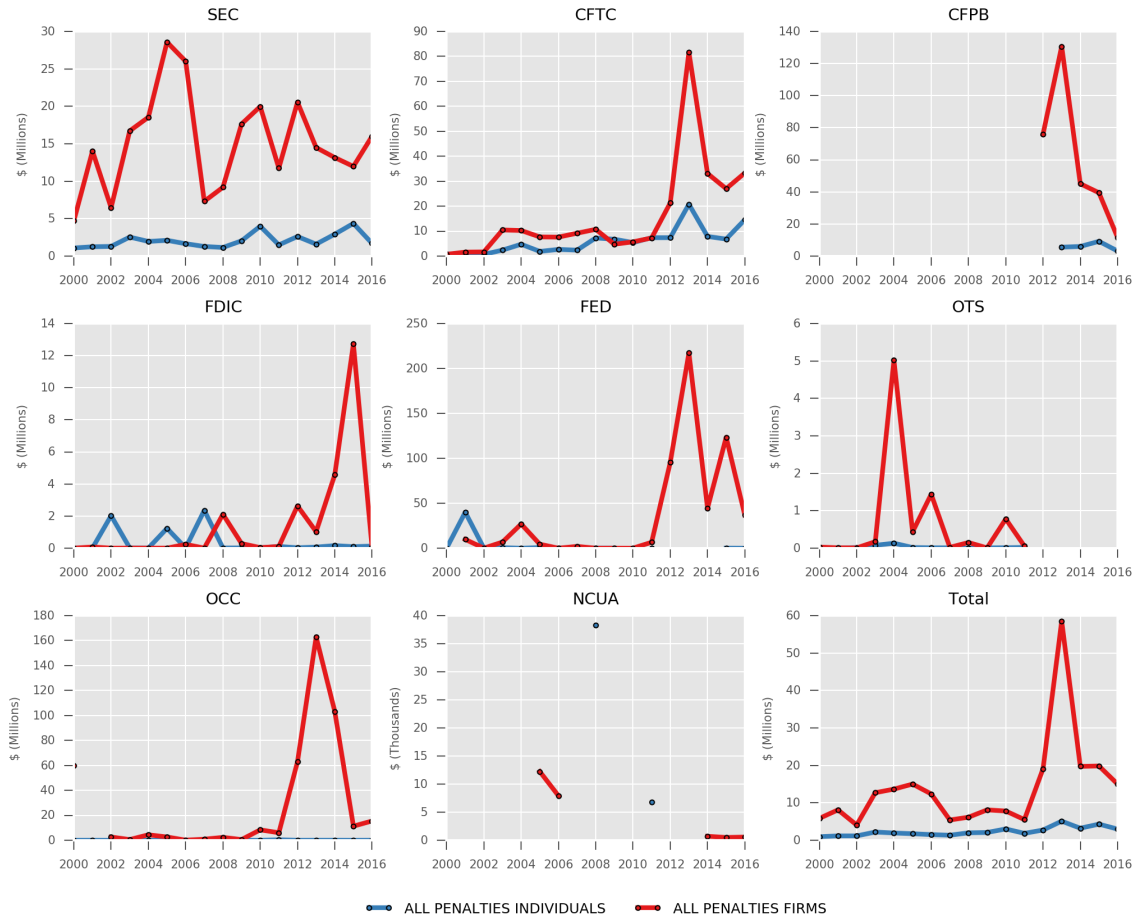 SEC
30
25
20
15
10
5
0
$ (Millions)
2000 2002 2004 2006 2008 2010 2012 2014 2016
CFTC
90
80
70
60
50
40
30
20
10
0
$ (Millions)
2000 2002 2004 2006 2008 2010 2012 2014 2016
CFPB
140
120
100
80
60
40
20
0
$ (Millions)
2000 2002 2004 2006 2008 2010 2012 2014 2016
FDIC
14
12
10
8
6
4
2
0
$ (Millions)
2000 2002 2004 2006 2008 2010 2012 2014 2016
FED
250
200
150
100
50
0
$ (Millions)
2000 2002 2004 2006 2008 2010 2012 2014 2016
OTS
6
5
4
3
2
1
0
$ (Millions)
2000 2002 2004 2006 2008 2010 2012 2014 2016
OCC
180
160
140
120
100
80
60
40
20
0
$ (Millions)
2000 2002 2004 2006 2008 2010 2012 2014 2016
NCUA
40
35
30
25
20
15
10
5
0
$ (Thousands)
2000 2002 2004 2006 2008 2010 2012 2014 2016
Total
60
50
40
30
20
10
0
$ (Millions)
2000 2002 2004 2006 2008 2010 2012 2014 2016
ALL PENALTIES INDIVIDUALS ALL PENALTIES FIRMS